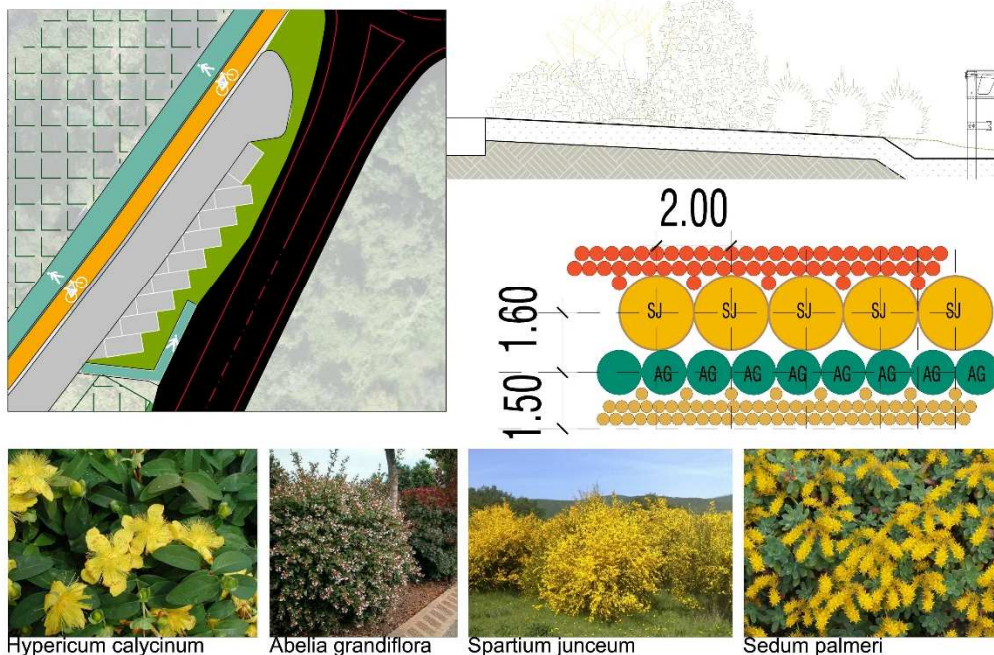 2.00
SJ SJ SJ SJ SJ
1.60
AG AG AG AG AG AG AG AG
1.50
Hypericum calycinum
Abelia grandiflora
Spartium junceum
Sedum palmeri